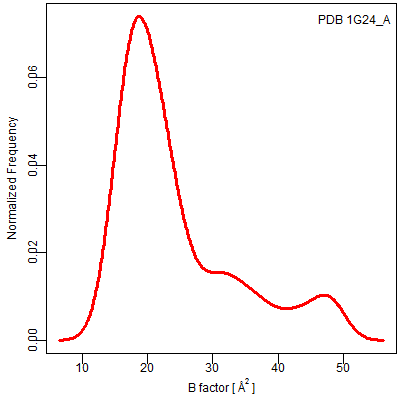 PDB 1G24_A
Normalized Frequency
0.06
0.04
0.02
0.00
10 20 30 40 50
B factor [ Å² ]